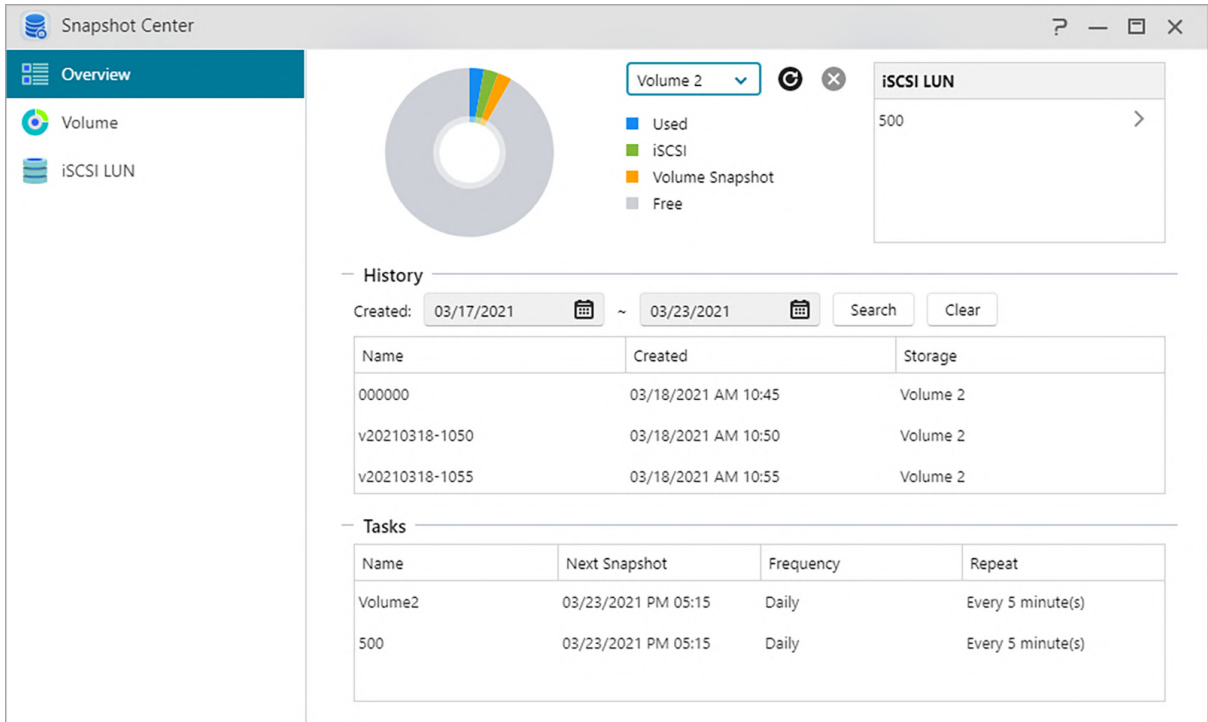 Snapshot Center
Overview
Volume
iSCSI LUN
Volume 2
Used
iSCSI
Volume Snapshot
Free
iSCSI LUN
500
History
Created: 03/17/2021 ~ 03/23/2021 Search Clear
Name Created Storage
000000 03/18/2021 AM 10:45 Volume 2
v20210318-1050 03/18/2021 AM 10:50 Volume 2
v20210318-1055 03/18/2021 AM 10:55 Volume 2
Tasks
Name Next Snapshot Frequency Repeat
Volume2 03/23/2021 PM 05:15 Daily Every 5 minute(s)
500 03/23/2021 PM 05:15 Daily Every 5 minute(s)